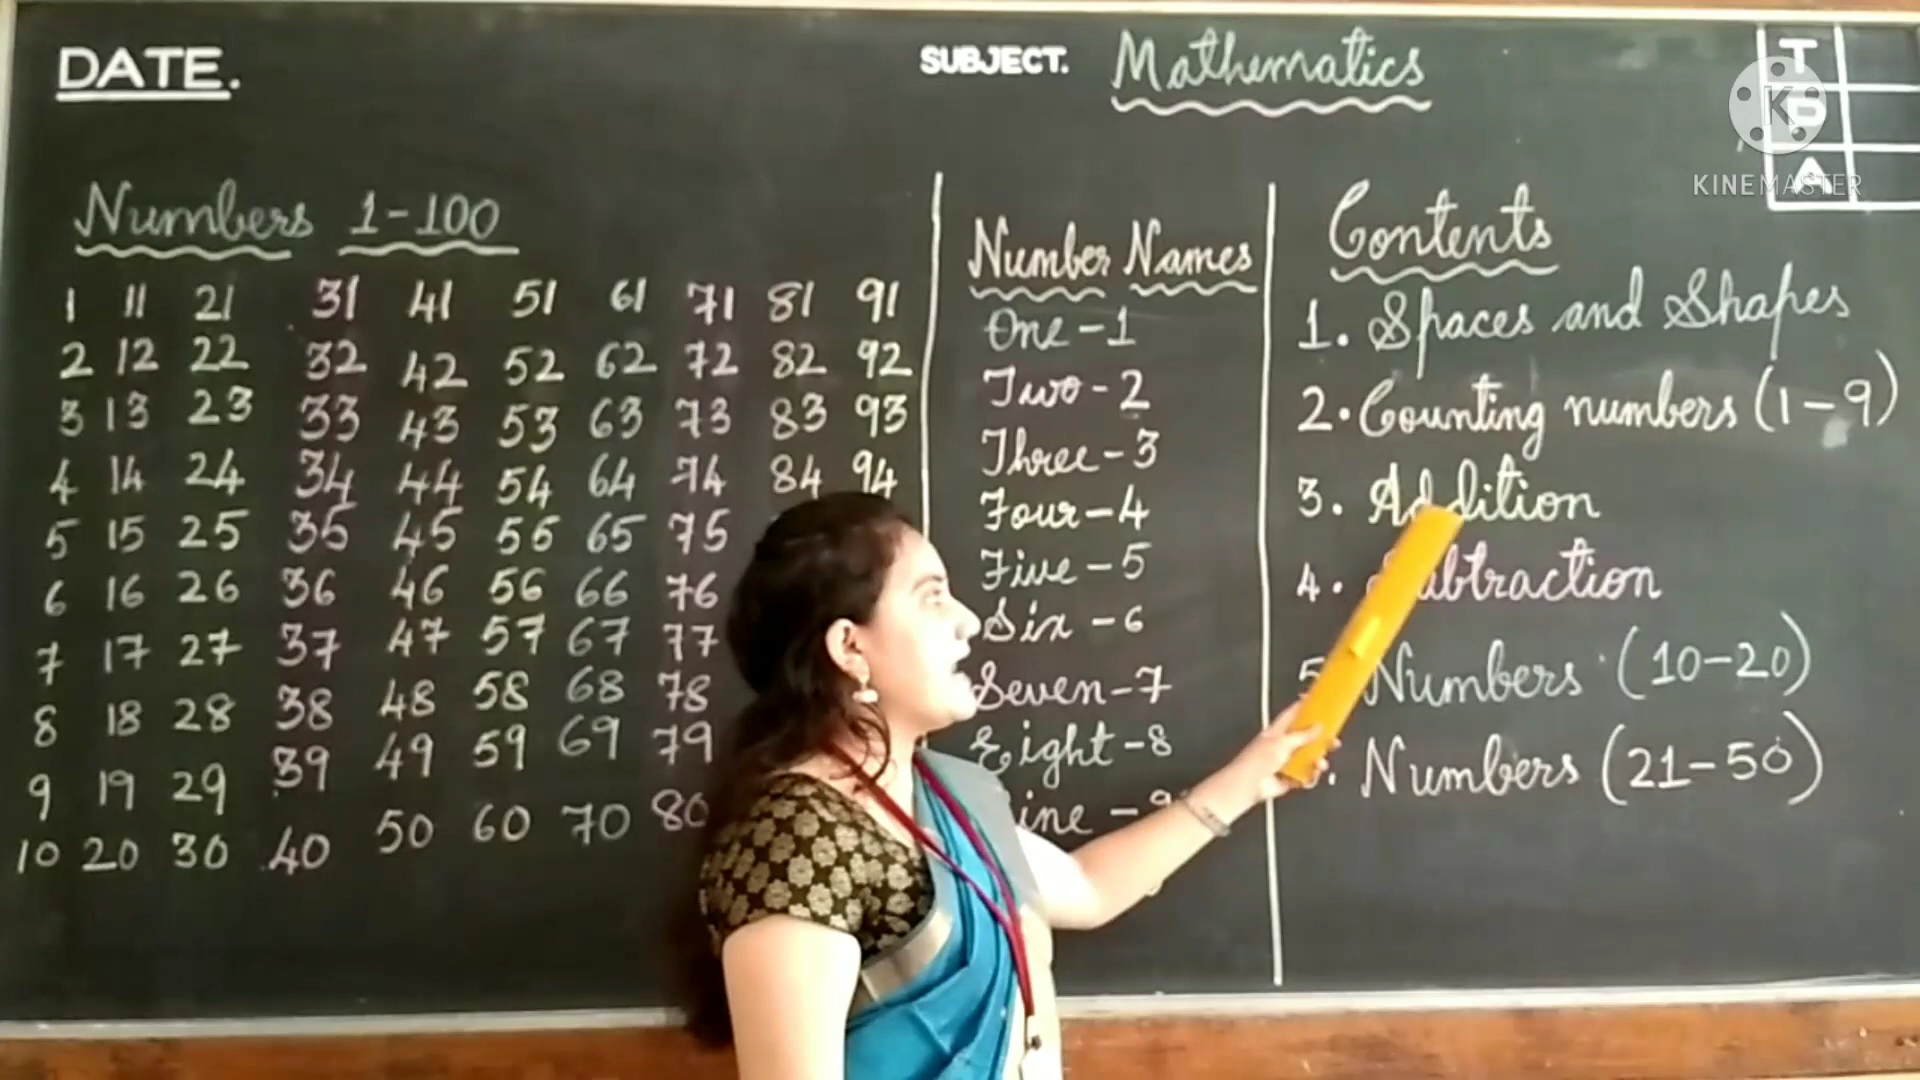 DATE.
SUBJECT. Mathematics
T
P
A
KINEMASTER
Numbers 1-100
1 11 21 31 41 51 61 71 81 91
2 12 22 32 42 52 62 72 82 92
3 13 23 33 43 53 63 73 83 93
4 14 24 34 44 54 64 74 84 94
5 15 25 35 45 55 65 75
6 16 26 36 46 56 66 76
7 17 27 37 47 57 67 77
8 18 28 38 48 58 68 78
9 19 29 39 49 59 69 79
10 20 30 40 50 60 70 80
Number Names
One - 1
Two - 2
Three - 3
Four - 4
Five - 5
Six - 6
Seven - 7
Eight - 8
ine - 9
Contents
1. Spaces and Shapes
2. Counting numbers (1-9)
3. Addition
4. Subtraction
5. Numbers (10-20)
Numbers (21-50)